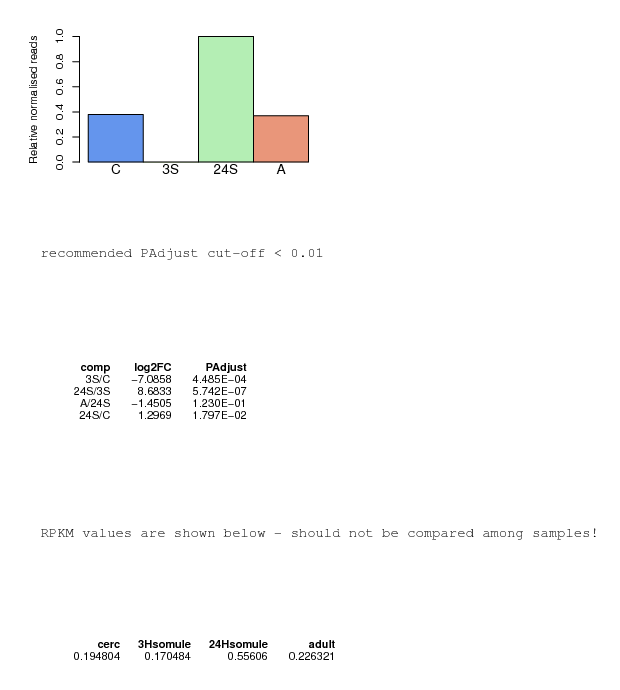 Relative normalised reads
1.0
0.8
0.6
0.4
0.2
0.0
C 3S 24S A
recommended PAdjust cut-off < 0.01
comp log2FC PAdjust
3S/C −7.0858 4.485E−04
24S/3S 8.6833 5.742E−07
A/24S −1.4505 1.230E−01
24S/C 1.2969 1.797E−02
RPKM values are shown below - should not be compared among samples!
cerc 3Hsomule 24Hsomule adult
0.194804 0.170484 0.55606 0.226321